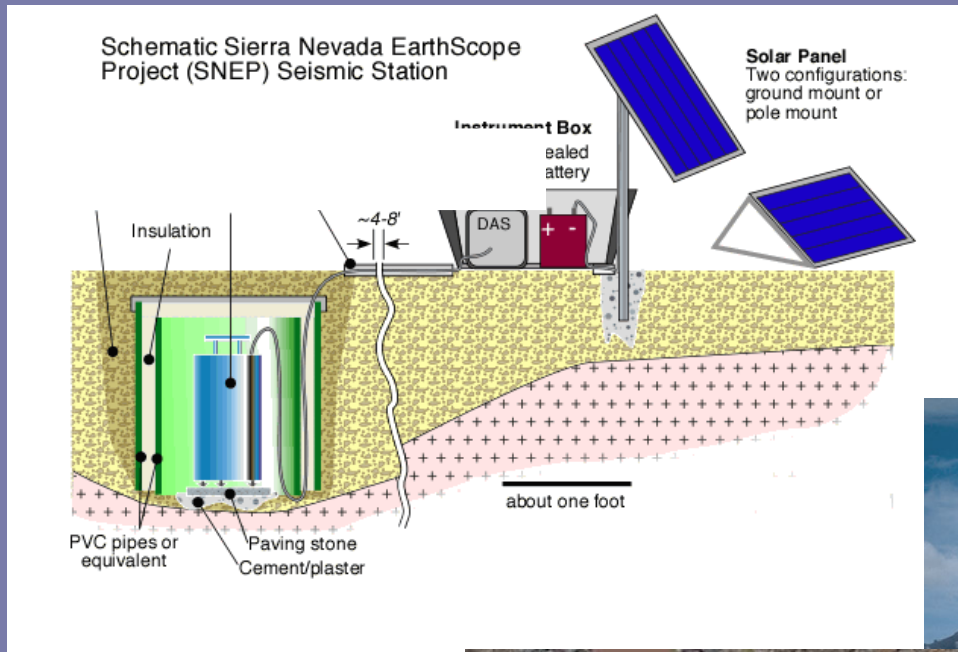 Schematic Sierra Nevada EarthScope
Project (SNEP) Seismic Station
Solar Panel
Two configurations:
ground mount or
pole mount
Instrument Box
ealed
attery
~4-8'
DAS
+ -
Insulation
about one foot
PVC pipes or
equivalent
Paving stone
Cement/plaster